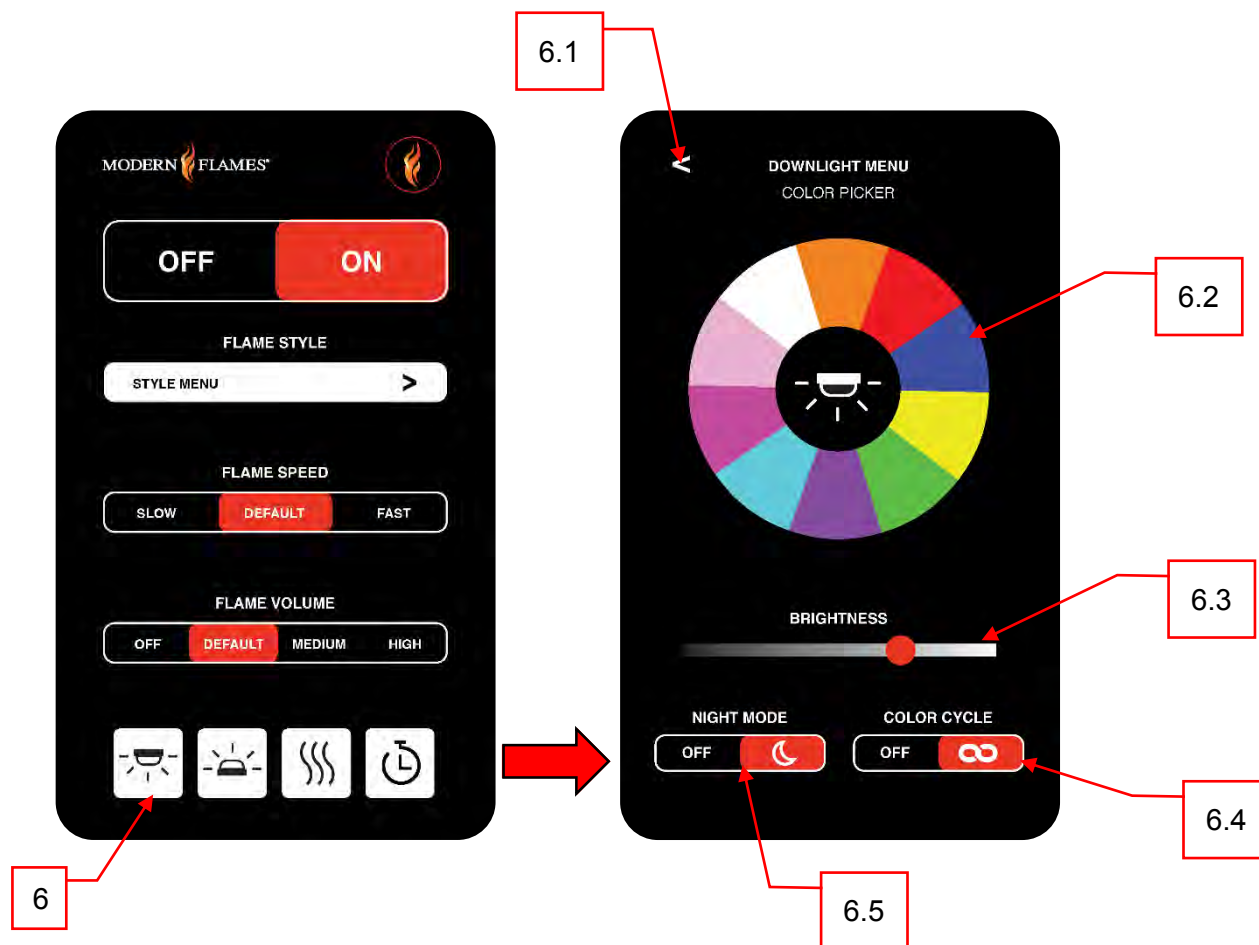 6.1
MODERN FLAMES®
OFF ON
FLAME STYLE
STYLE MENU >
FLAME SPEED
SLOW DEFAULT FAST
FLAME VOLUME
OFF DEFAULT MEDIUM HIGH
6
<
DOWNLIGHT MENU
COLOR PICKER
6.2
BRIGHTNESS
6.3
NIGHT MODE COLOR CYCLE
OFF OFF
6.4
6.5